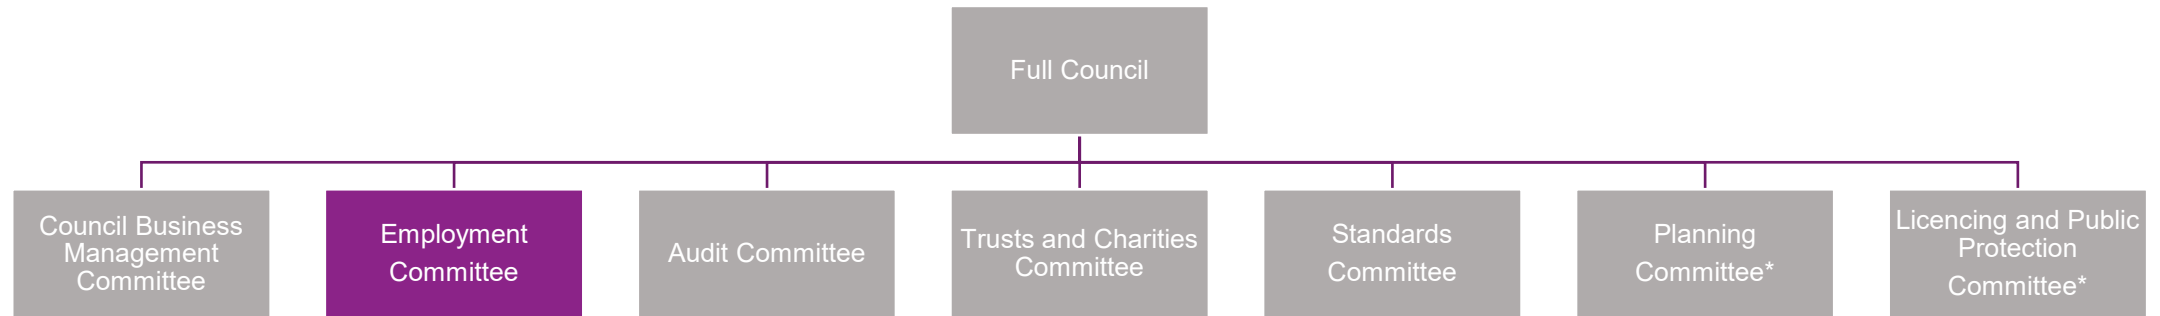 Full Council
Council Business
Management
Committee
Employment
Committee
Audit Committee
Trusts and Charities
Committee
Standards
Committee
Planning
Committee*
Licencing and Public
Protection
Committee*